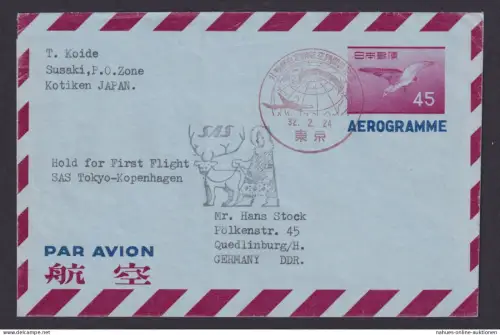 T. Koide
Susaki, P.O. Zone
Kotiken JAPAN.
日本郵便
45
AEROGRAMME
32. 2. 24
東京
SAS
Hold for First Flight
SAS Tokyo-Kopenhagen
Mr. Hans Stock
Pölkenstr. 45
Quedlinburg/H.
GERMANY DDR.
PAR AVION
航空